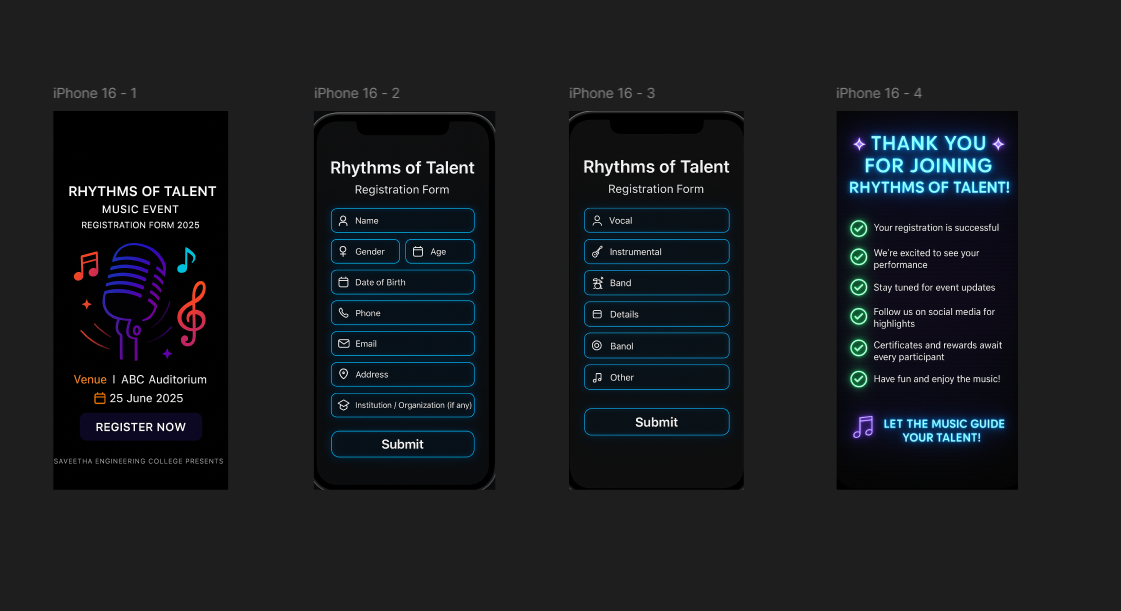 iPhone 16 - 1
RHYTHMS OF TALENT
MUSIC EVENT
REGISTRATION FORM 2025
Venue | ABC Auditorium
25 June 2025
REGISTER NOW
SAVEETHA ENGINEERING COLLEGE PRESENTS
iPhone 16 - 2
Rhythms of Talent
Registration Form
Name
Gender
Age
Date of Birth
Phone
Email
Address
Institution / Organization (if any)
Submit
iPhone 16 - 3
Rhythms of Talent
Registration Form
Vocal
Instrumental
Band
Details
Banol
Other
Submit
iPhone 16 - 4
THANK YOU
FOR JOINING
RHYTHMS OF TALENT!
Your registration is successful
We're excited to see your
performance
Stay tuned for event updates
Follow us on social media for
highlights
Certificates and rewards await
every participant
Have fun and enjoy the music!
LET THE MUSIC GUIDE
YOUR TALENT!